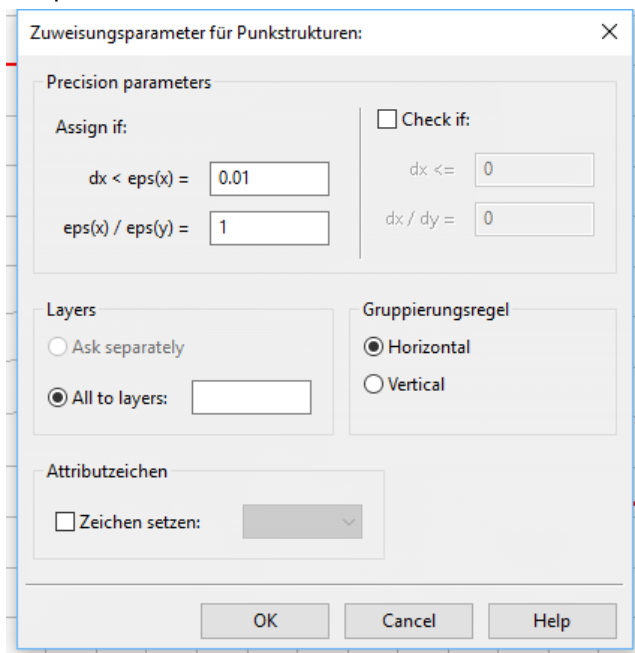 Zuweisungsparameter für Punkstrukturen:
Precision parameters
Assign if:
dx < eps(x) = 0.01
eps(x) / eps(y) = 1
Check if:
dx <= 0
dx / dy = 0
Layers
Ask separately
All to layers:
Gruppierungsregel
Horizontal
Vertical
Attributzeichen
Zeichen setzen:
OK Cancel Help